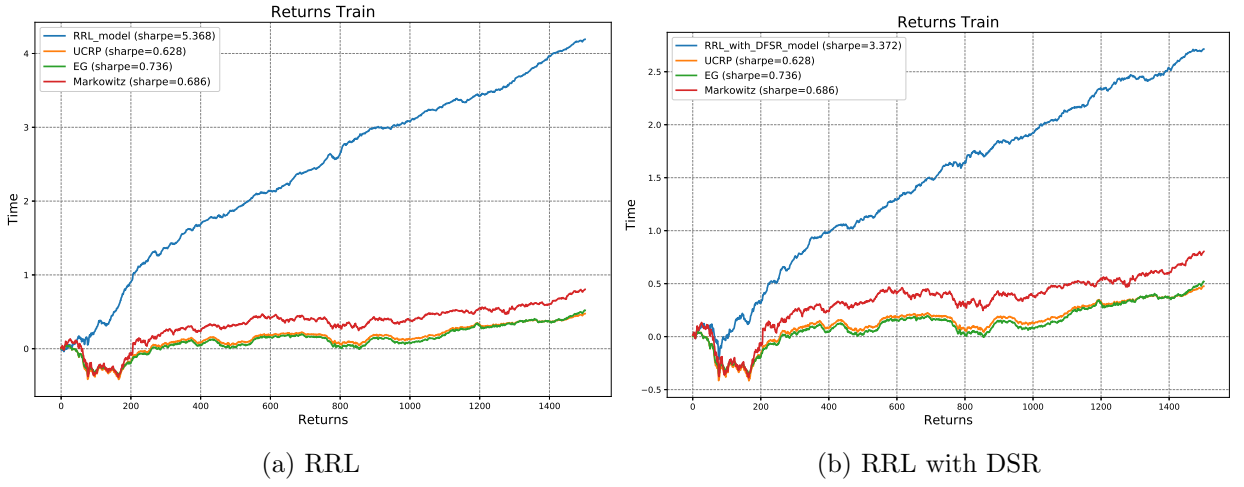 Returns Train
RRL_model (sharpe=5.368)
UCRP (sharpe=0.628)
EG (sharpe=0.736)
Markowitz (sharpe=0.686)
4
3
2
1
0
Time
0 200 400 600 800 1000 1200 1400
Returns
(a) RRL
Returns Train
RRL_with_DFSR_model (sharpe=3.372)
UCRP (sharpe=0.628)
EG (sharpe=0.736)
Markowitz (sharpe=0.686)
2.5
2.0
1.5
1.0
0.5
0.0
−0.5
Time
0 200 400 600 800 1000 1200 1400
Returns
(b) RRL with DSR